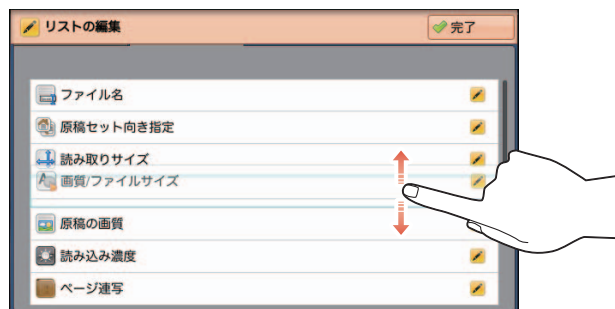 リストの編集
完了
ファイル名
原稿セット向き指定
読み取りサイズ
画質/ファイルサイズ
原稿の画質
読み込み濃度
ページ連写